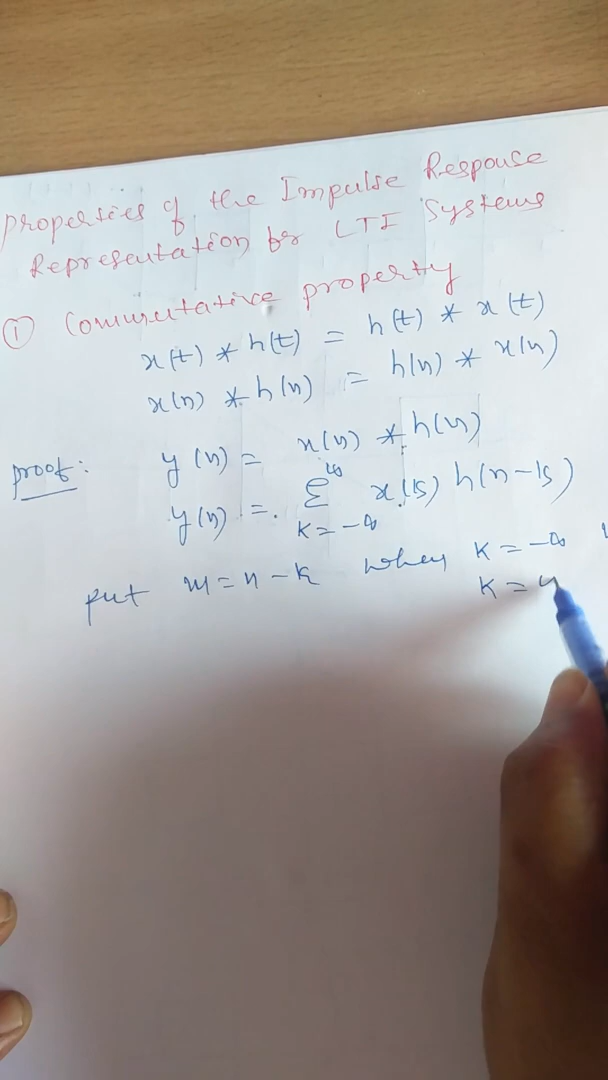 Properties of the Impulse Response
Representation for LTI Systems
① Commutative property
x(t) * h(t) = h(t) * x(t)
x(n) * h(n) = h(n) * x(n)
proof: y(n) = x(n) * h(n)
y(n) = ∞ Σ K = -∞ x(k) h(n-k)
put m = n - k when K = -∞
K =